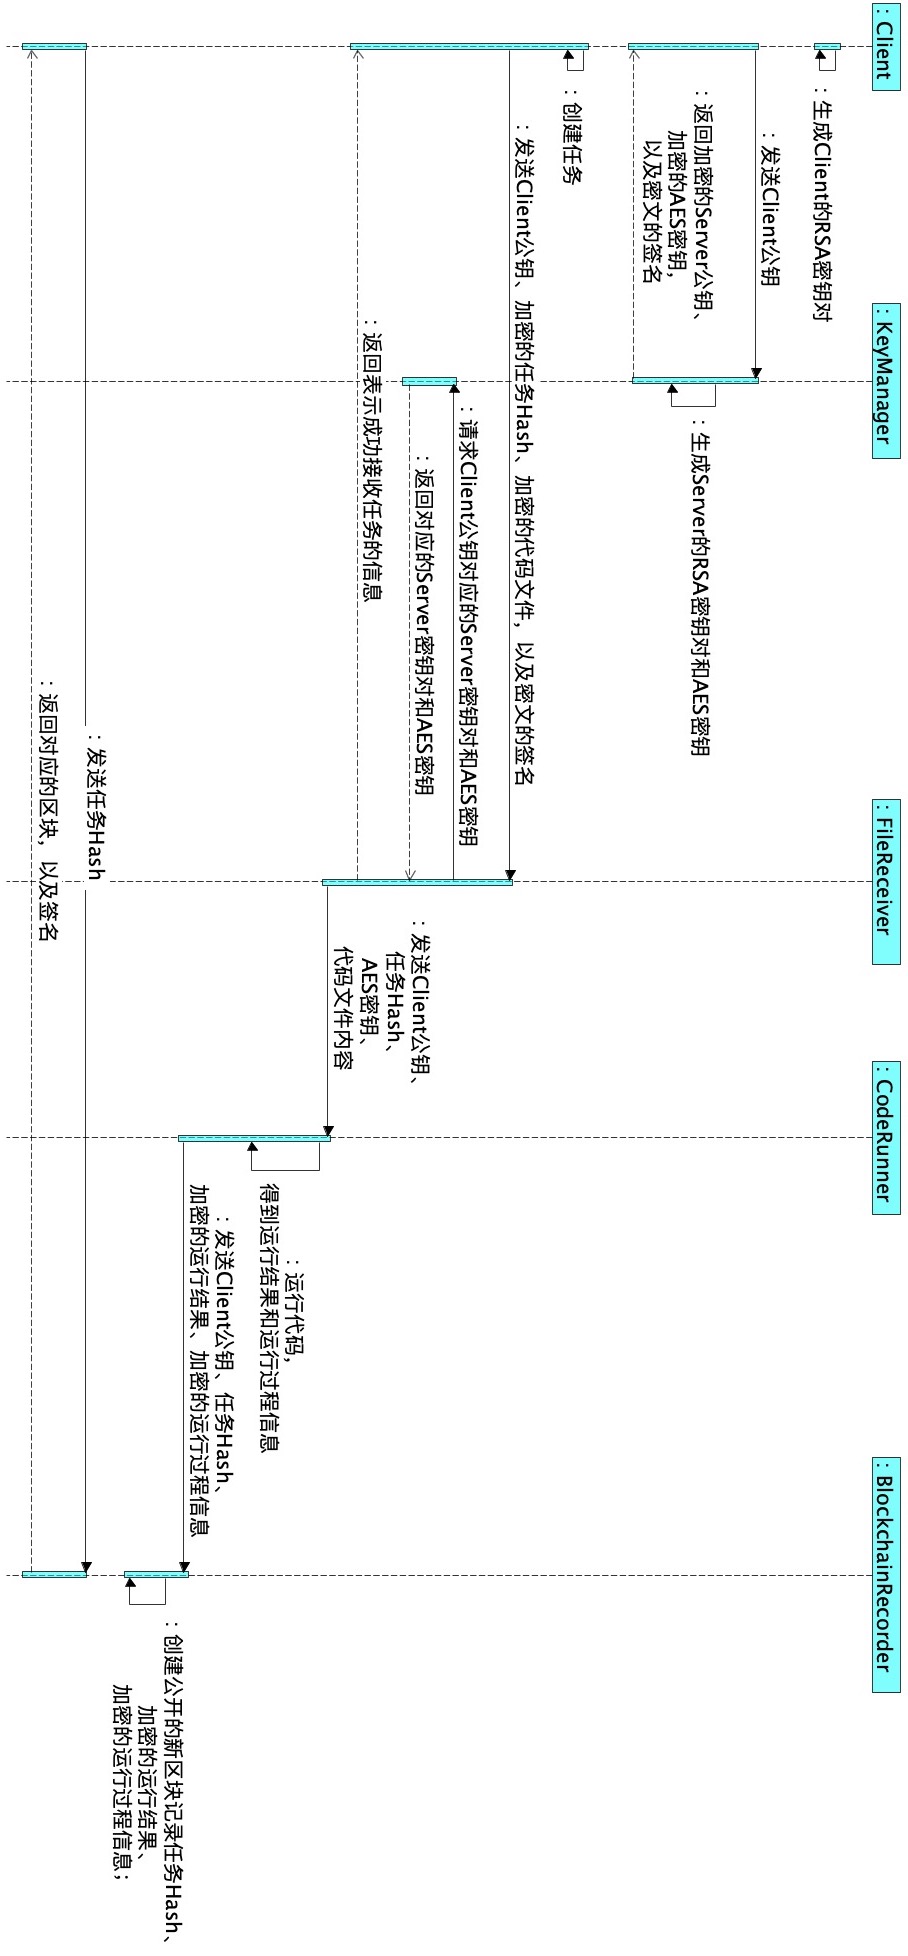 : Client
: KeyManager
: FileReceiver
: CodeRunner
: BlockchainRecorder
: 生成Client的RSA密钥对
: 发送Client公钥
: 生成Server的RSA密钥对和AES密钥
: 返回加密的Server公钥、
加密的AES密钥,
以及密文的签名
: 创建任务
: 发送Client公钥、加密的任务Hash、加密的代码文件，以及密文的签名
: 请求Client公钥对应的Server密钥对和AES密钥
: 返回对应的Server密钥对和AES密钥
: 返回表示成功接收任务的信息
: 发送Client公钥、
任务Hash、
AES密钥、
代码文件内容
: 运行代码,
得到运行结果和运行过程信息
: 发送Client公钥、任务Hash、
加密的运行结果、加密的运行过程信息
: 创建公开的新区块记录任务Hash、
加密的运行结果、
加密的运行过程信息；
: 发送任务Hash
: 返回对应的区块，以及签名